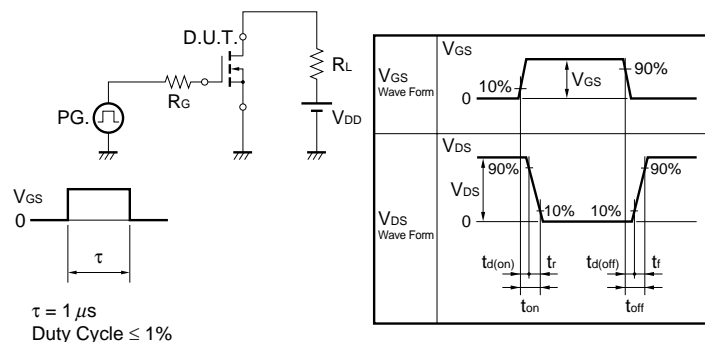 D.U.T.
RL
RG
PG.
VDD
VGS
0
τ
τ = 1 μs
Duty Cycle ≤ 1%
VGS
Wave Form
VGS
10%
0
VGS
90%
VDS
Wave Form
VDS
90%
VDS
10%
0
10%
90%
td(on)
tr
td(off)
tf
ton
toff